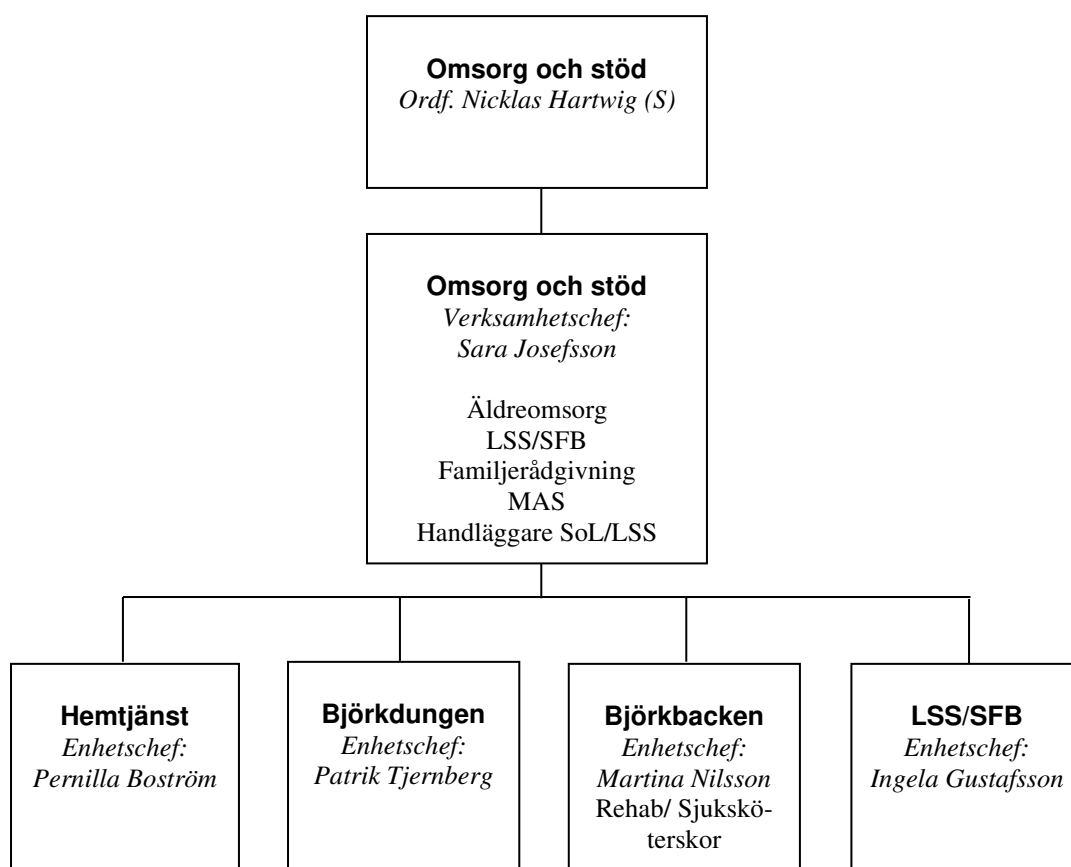 Omsorg och stöd
Ordf. Nicklas Hartwig (S)
Omsorg och stöd
Verksamhetschef:
Sara Josefsson
Äldreomsorg
LSS/SFB
Familjerådgivning
MAS
Handläggare SoL/LSS
Hemtjänst
Enhetschef:
Pernilla Boström
Björkdungen
Enhetschef:
Patrik Tjernberg
Björkbacken
Enhetschef:
Martina Nilsson
Rehab/ Sjukskö-
terskor
LSS/SFB
Enhetschef:
Ingela Gustafsson